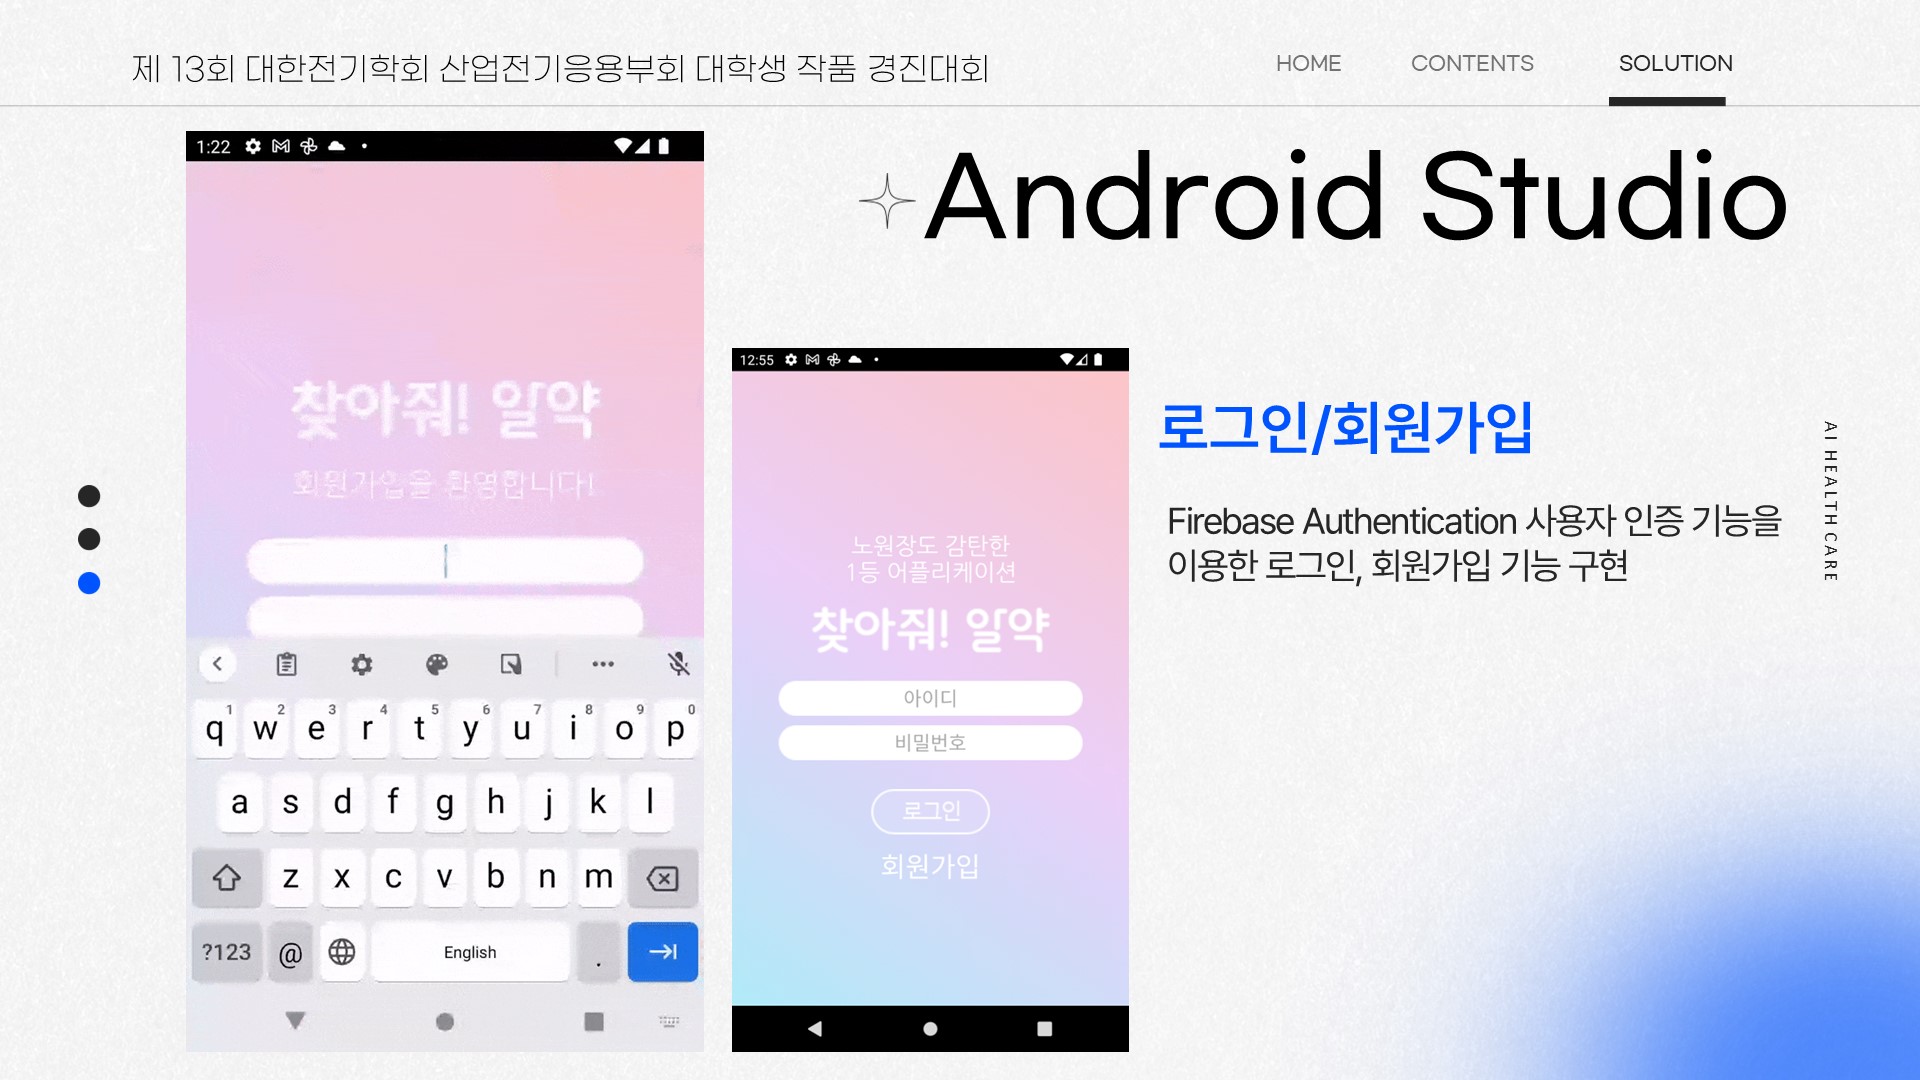 제 13회 대한전기학회 산업전기응용부회 대학생 작품 경진대회
HOME CONTENTS SOLUTION
Android Studio
1:22
찾아줘! 알약
회원가입을 환영합니다!
1 2 3 4 5 6 7 8 9 0
q w e r t y u i o p
a s d f g h j k l
z x c v b n m
?123 @ English .
12:55
노원장도 감탄한
1등 어플리케이션
찾아줘! 알약
아이디
비밀번호
로그인
회원가입
로그인/회원가입
Firebase Authentication 사용자 인증 기능을
이용한 로그인, 회원가입 기능 구현
AI HEALTH CARE